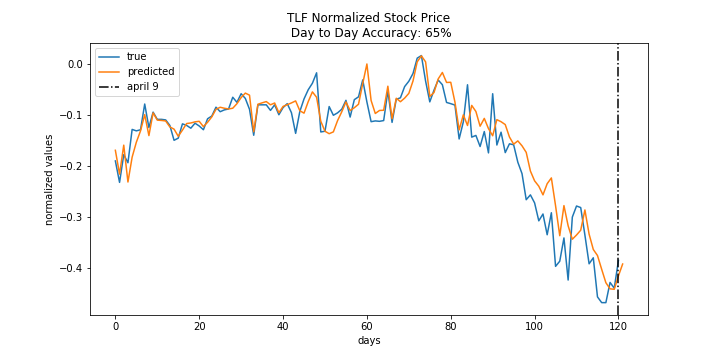 TLF Normalized Stock Price
Day to Day Accuracy: 65%
true
predicted
april 9
normalized values
0.0
−0.1
−0.2
−0.3
−0.4
0 20 40 60 80 100 120
days